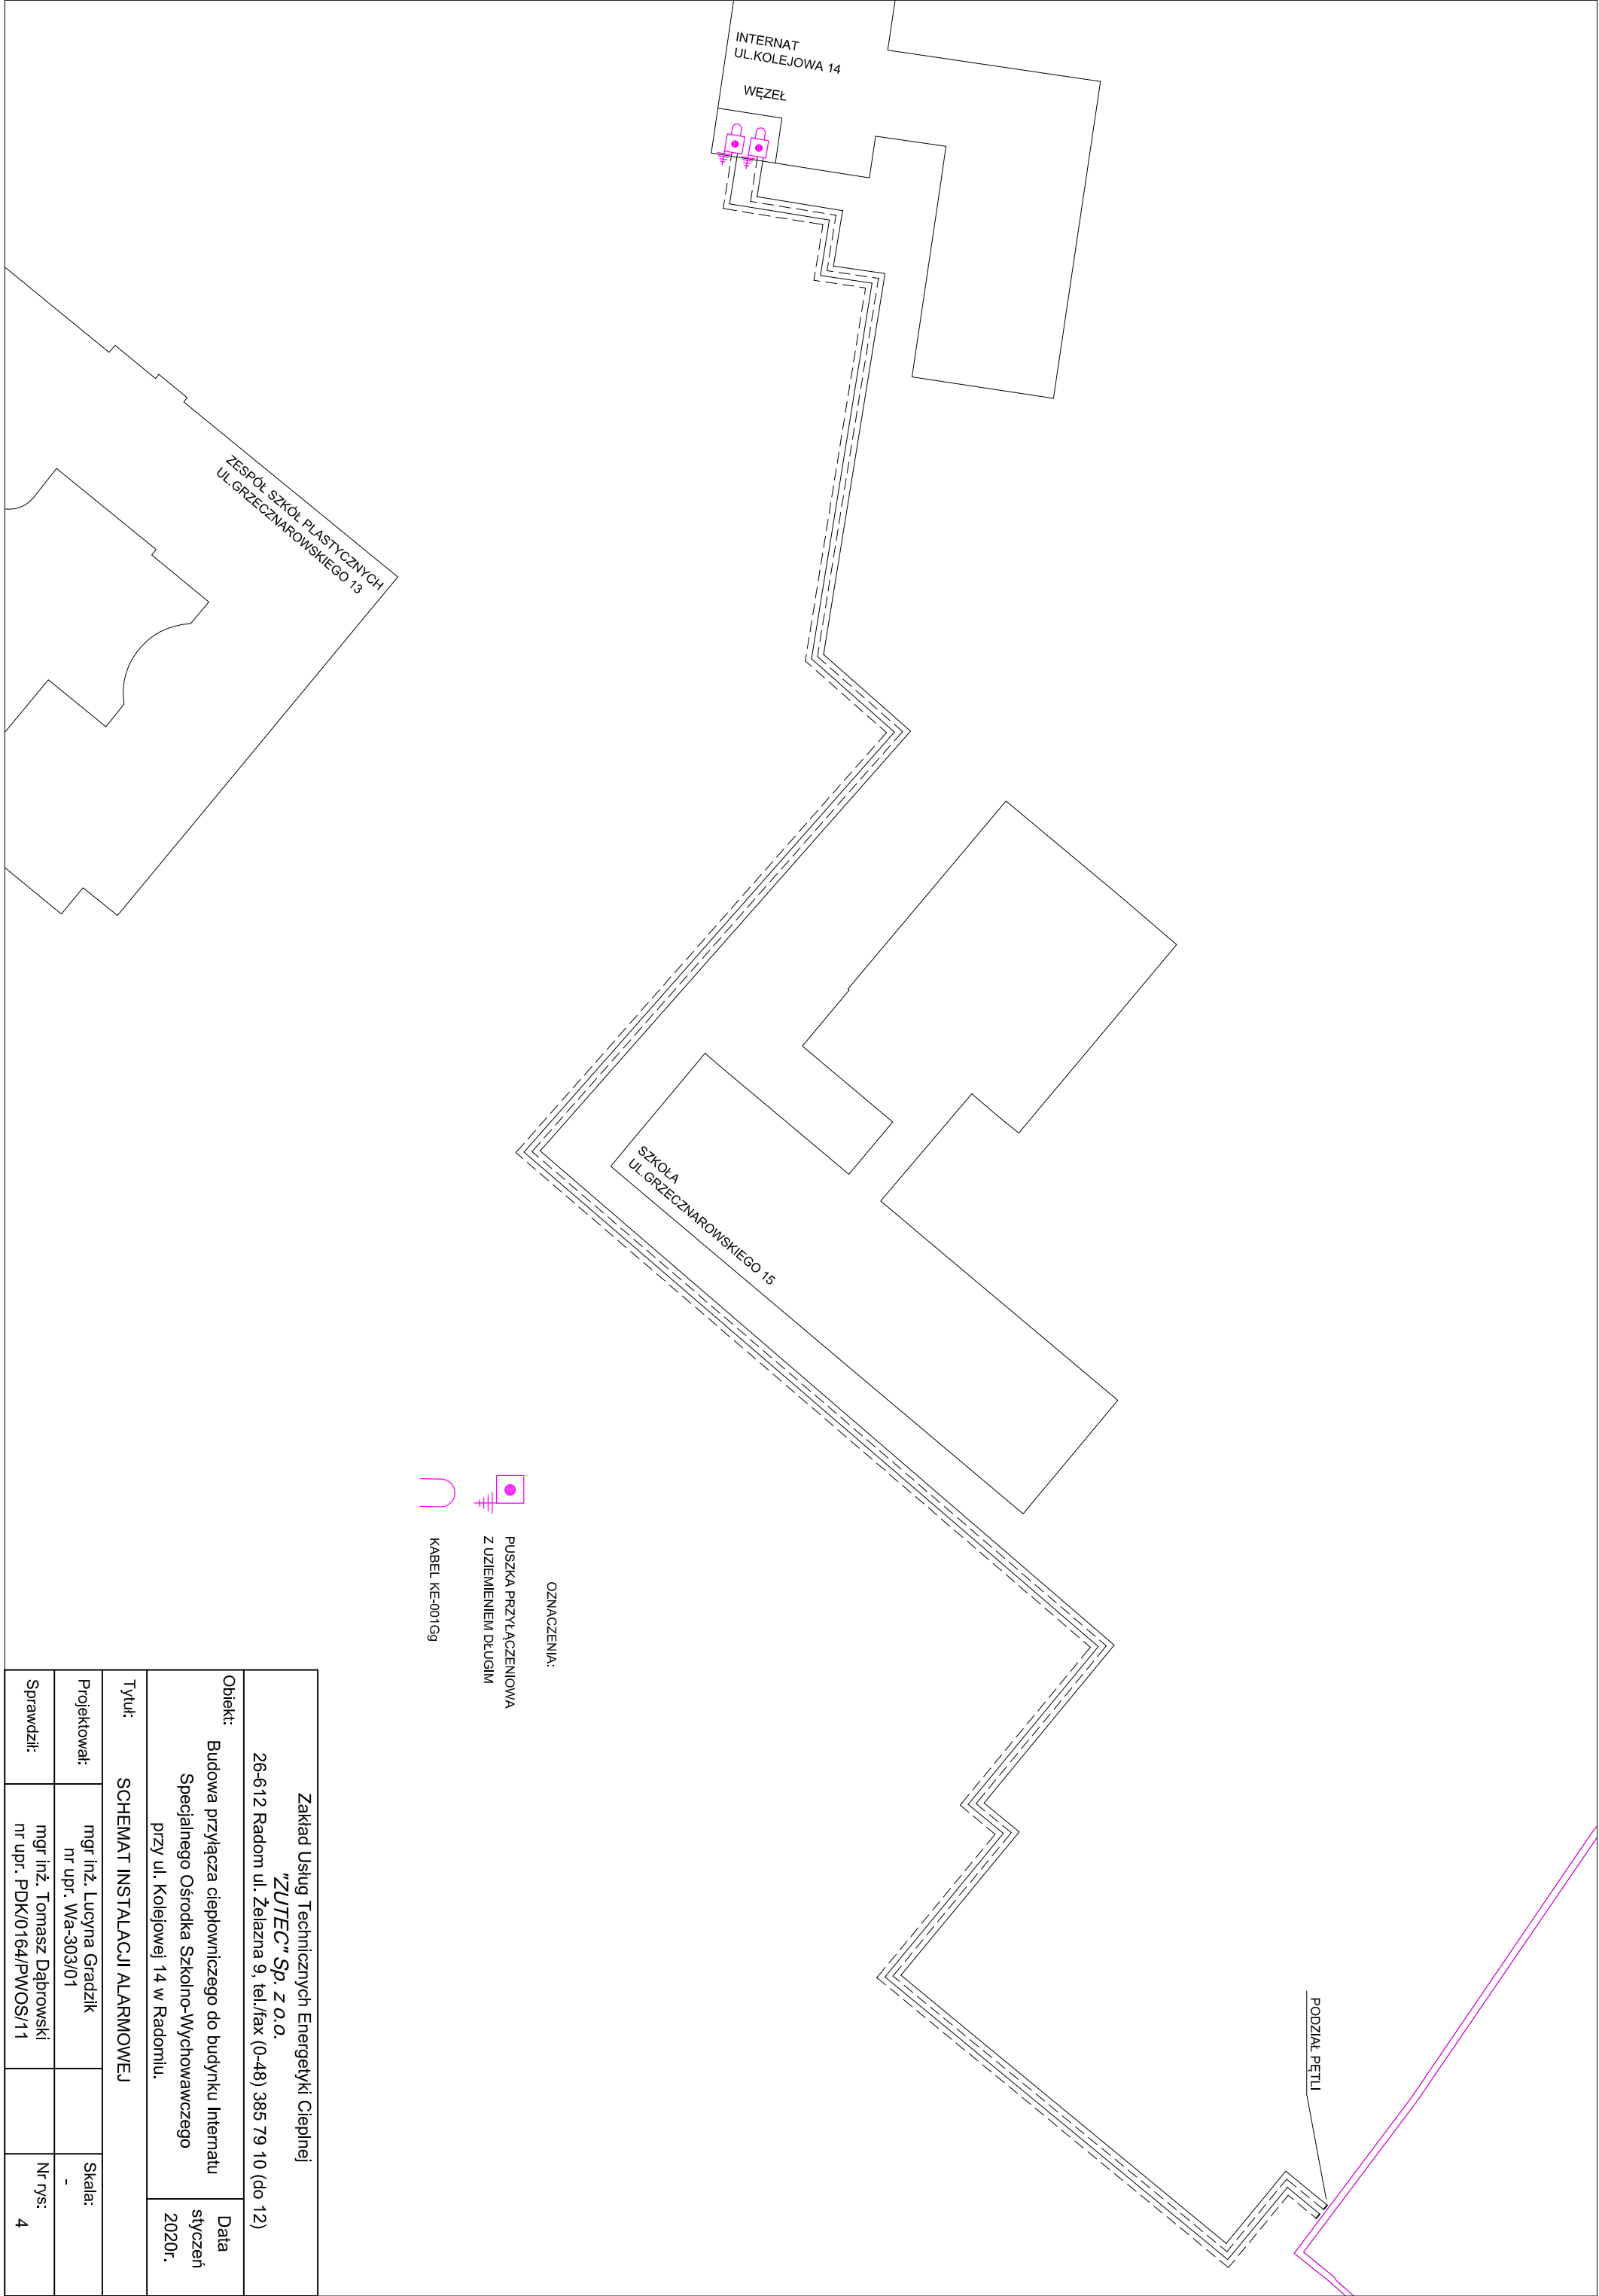 INTERNAT
UL.KOLEJOWA 14
WĘZEŁ
ZESPÓŁ SZKÓŁ PLASTYCZNYCH
UL.GRZECZNAROWSKIEGO 13
SZKOŁA
UL.GRZECZNAROWSKIEGO 15
PODZIAŁ PĘTLI
OZNACZENIA:
PUSZKA PRZYŁĄCZENIOWA
Z UZIEMIENIEM DŁUGIM
KABEL KE-001Gg
Zakład Usług Technicznych Energetyki Cieplnej
"ZUTEC" Sp. z o.o.
26-612 Radom ul. Żelazna 9, tel./fax (0-48) 385 79 10 (do 12)
Obiekt:
Budowa przyłącza ciepłowniczego do budynku Internatu
Specjalnego Ośrodka Szkolno-Wychowawczego
przy ul. Kolejowej 14 w Radomiu.
Data
styczeń
2020r.
Tytuł:
SCHEMAT INSTALACJI ALARMOWEJ
Projektował:
mgr inż. Lucyna Gradzik
nr upr. Wa-303/01
Skala:
-
Sprawdził:
mgr inż. Tomasz Dąbrowski
nr upr. PDK/0164/PWOS/11
Nr rys:
4